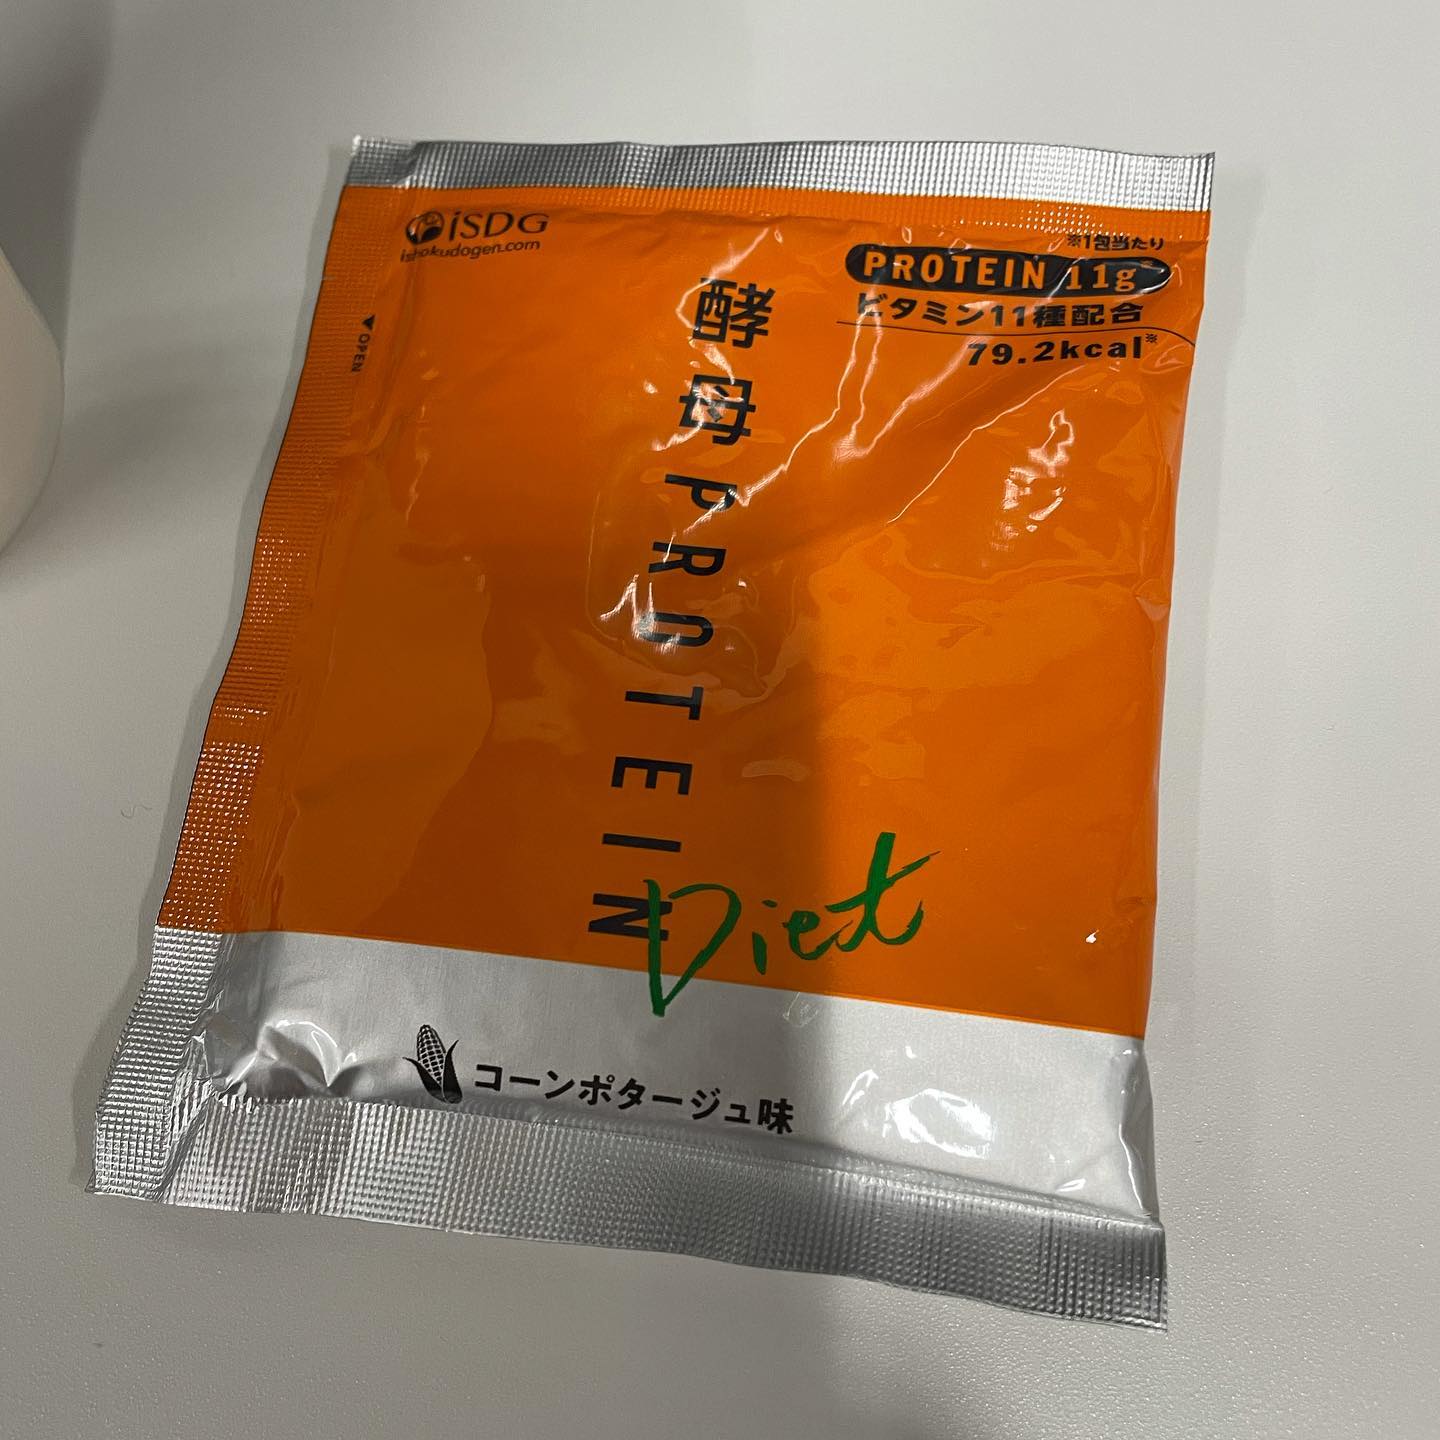 iSDG
ishokudogen.com
※1包当たり
PROTEIN 11g※
ビタミン11種配合
79.2kcal※
▼OPEN
酵母PROTEIN
Diet
コーンポタージュ味